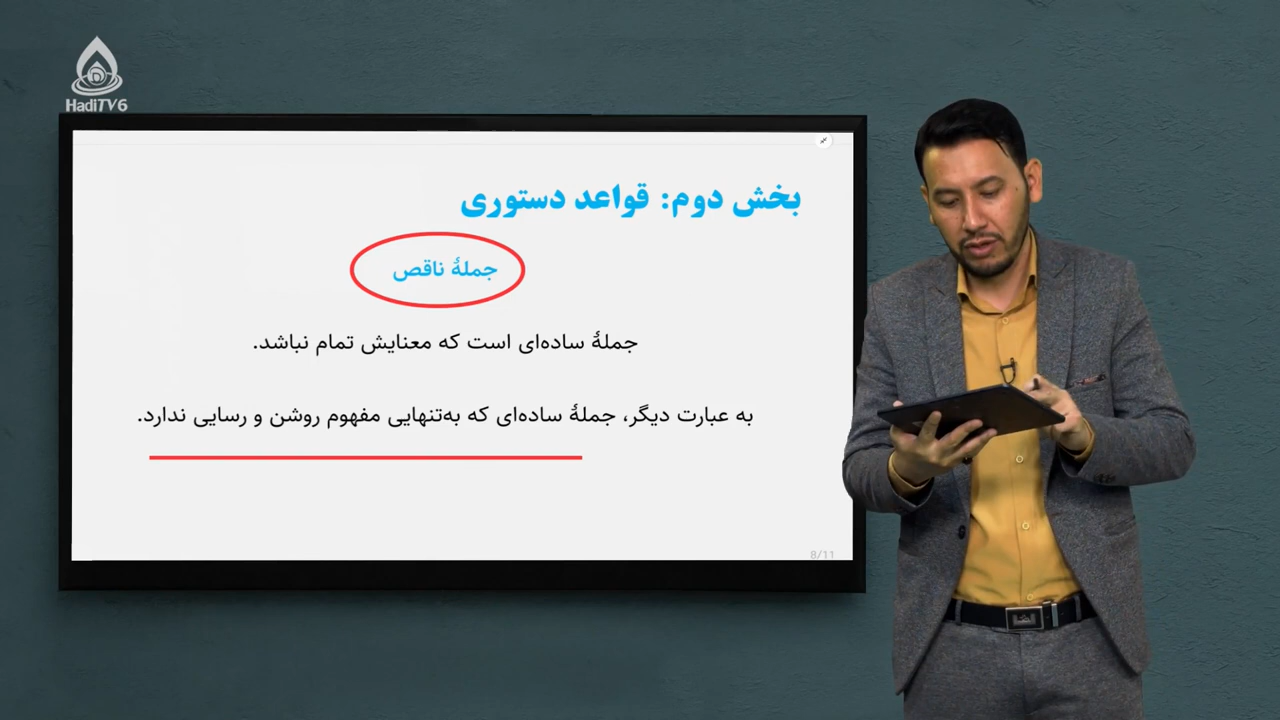 HadiTV6
بخش دوم: قواعد دستوری
جملهٔ ناقص
جملهٔ ساده‌ای است که معنایش تمام نباشد.
به عبارت دیگر، جملهٔ ساده‌ای که به‌تنهایی مفهوم روشن و رسایی ندارد.
8/11